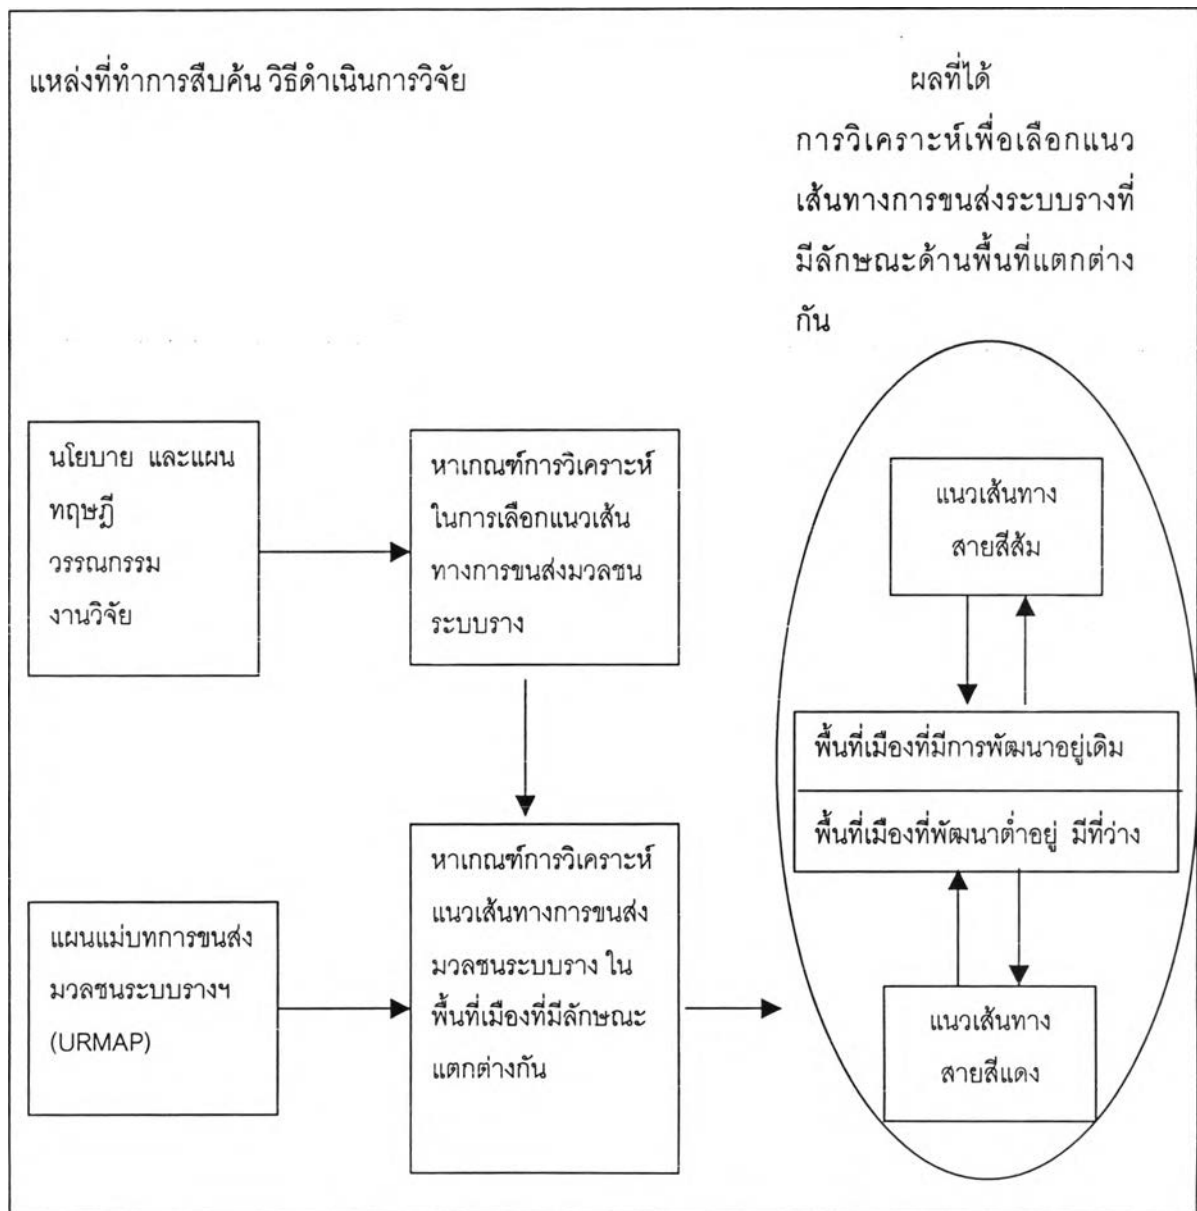 แหล่งที่ทำการสืบค้น วิธีดำเนินการวิจัย
ผลที่ได้
การวิเคราะห์เพื่อเลือกแนว
เส้นทางการขนส่งระบบรางที่
มีลักษณะด้านพื้นที่แตกต่าง
กัน
นโยบาย และแผน
ทฤษฎี
วรรณกรรม
งานวิจัย
หาเกณฑ์การวิเคราะห์
ในการเลือกแนวเส้น
ทางการขนส่งมวลชน
ระบบราง
แนวเส้นทาง
สายสีส้ม
พื้นที่เมืองที่มีการพัฒนาอยู่เดิม
พื้นที่เมืองที่พัฒนาต่ำอยู่ มีที่ว่าง
แผนแม่บทการขนส่ง
มวลชนระบบรางฯ
(URMAP)
หาเกณฑ์การวิเคราะห์
แนวเส้นทางการขนส่ง
มวลชนระบบราง ใน
พื้นที่เมืองที่มีลักษณะ
แตกต่างกัน
แนวเส้นทาง
สายสีแดง